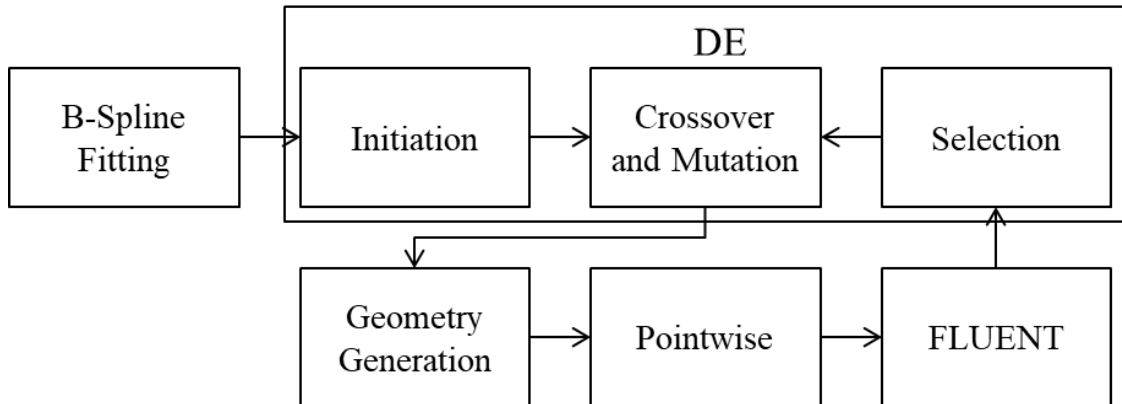 DE
B-Spline
Fitting
Initiation
Crossover
and Mutation
Selection
Geometry
Generation
Pointwise
FLUENT